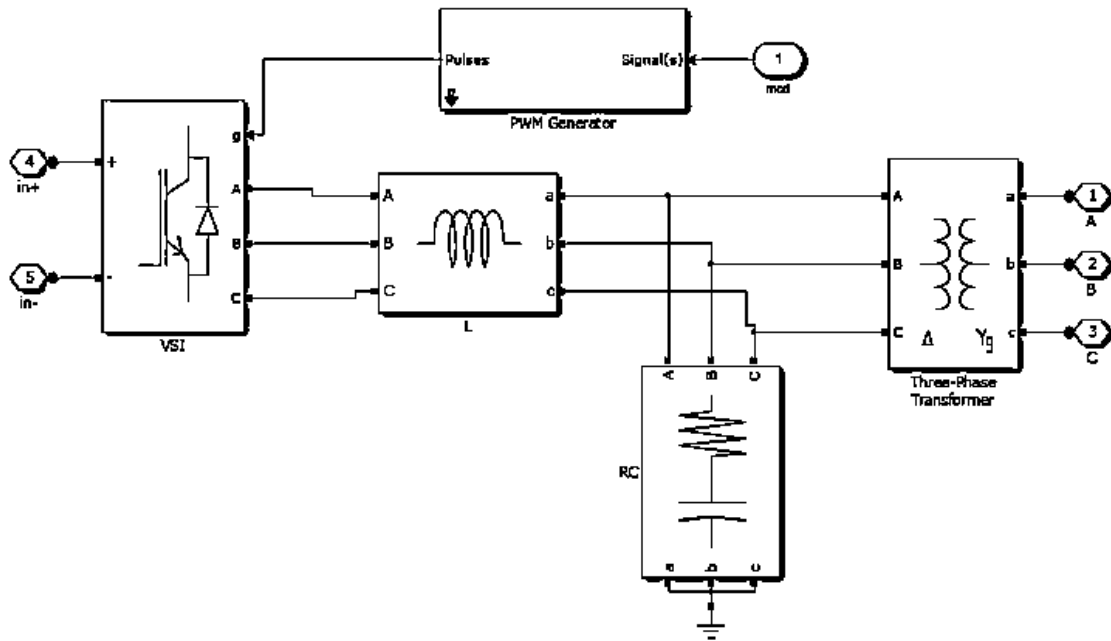 Pulses
Signal(s)
1
mod
PWM Generator
g
4
in+
+
A
B
5
in-
-
C
VSI
A
B
C
a
b
c
L
A
B
C
a
b
c
Δ
Yg
Three-Phase
Transformer
1
A
2
B
3
C
A B C
RC
a b c